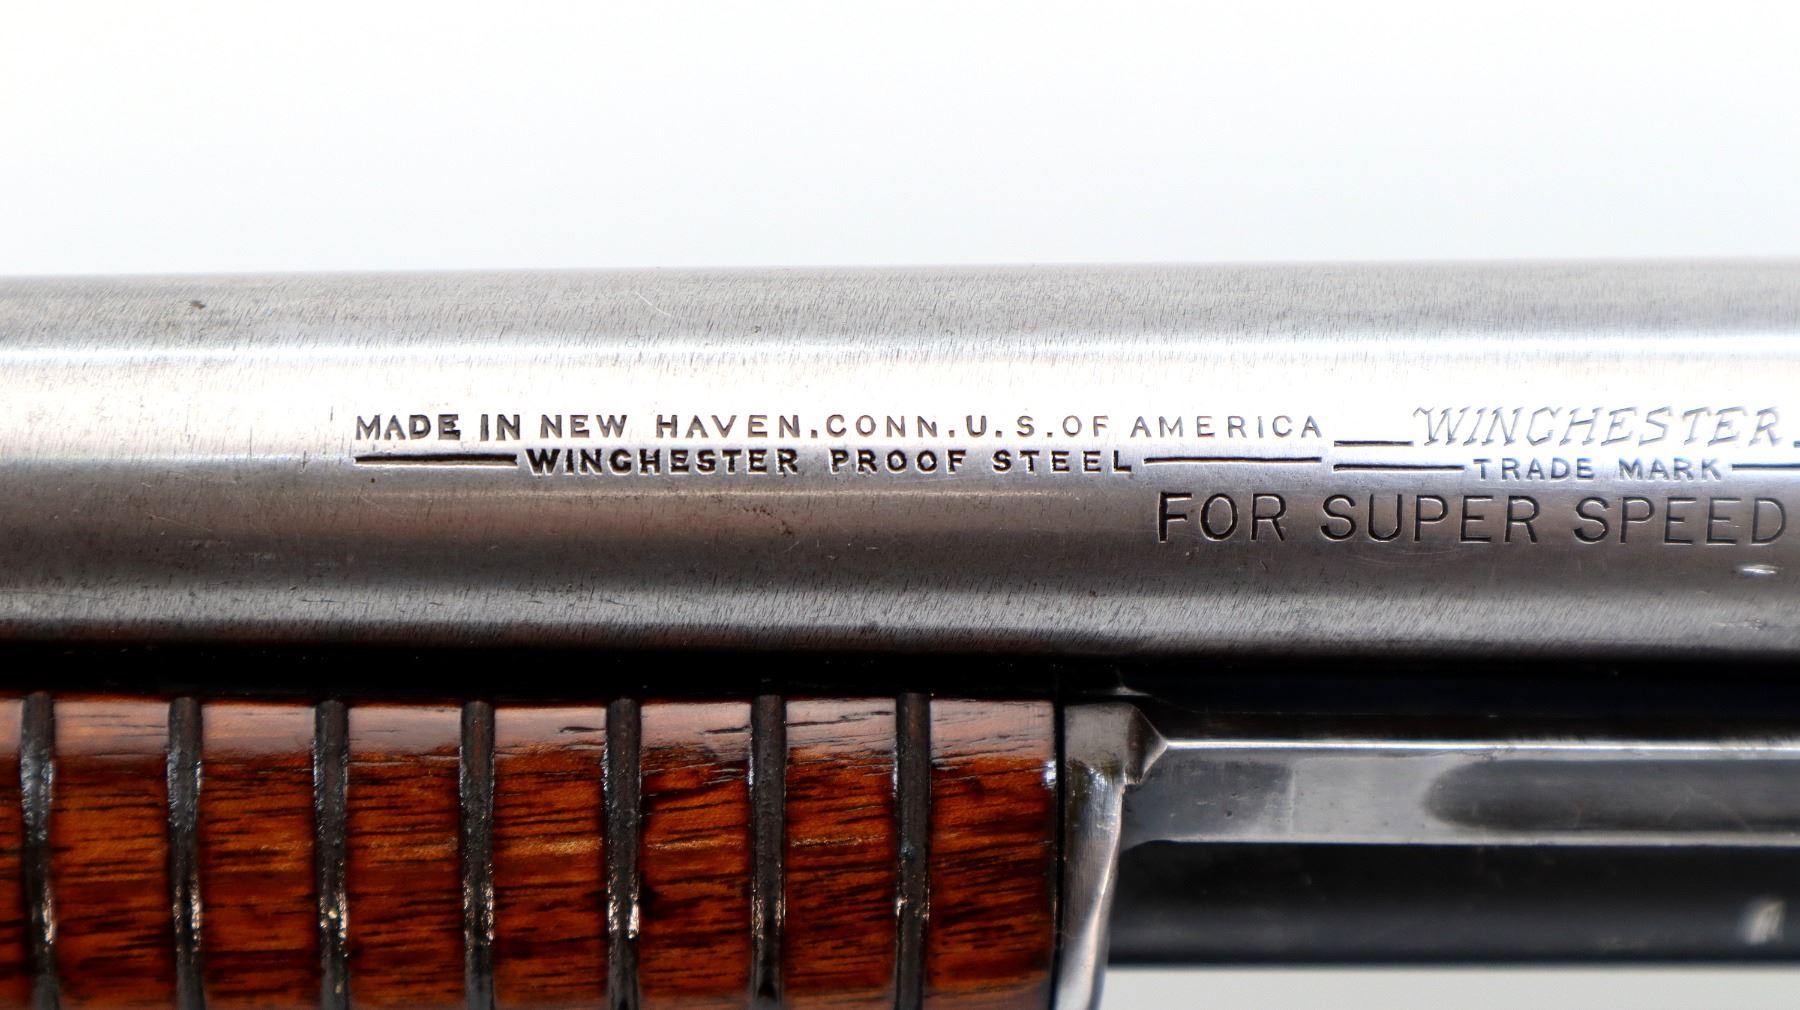 MADE IN NEW HAVEN.CONN.U.S.OF AMERICA
WINCHESTER PROOF STEEL
WINCHESTER
TRADE MARK
FOR SUPER SPEED